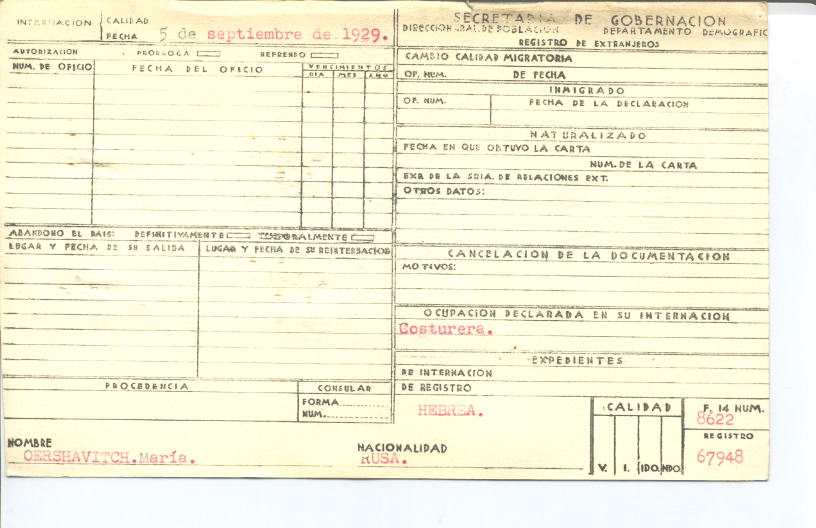 INTERNACION
CALIDAD
FECHA 5 de septiembre de 1929.
AUTORIZACION PRORROGA REFRENDO
NUM. DE OFICIO FECHA DEL OFICIO VENCIMIENTOS
DIA MES AÑO
ABANDONO EL PAIS: DEFINITIVAMENTE TEMPORALMENTE
LUGAR Y FECHA DE SU SALIDA LUGAR Y FECHA DE SU REINTERNACION
PROCEDENCIA CONSULAR
FORMA
NUM.
SECRETARIA DE GOBERNACION
DIRECCION GRAL. DE POBLACION DEPARTAMENTO DEMOGRAFIC
REGISTRO DE EXTRANJEROS
CAMBIO CALIDAD MIGRATORIA
OP. NUM. DE FECHA
INMIGRADO
OP. NUM. FECHA DE LA DECLARACION
NATURALIZADO
FECHA EN QUE OBTUVO LA CARTA
NUM. DE LA CARTA
EXP. DE LA SRIA. DE RELACIONES EXT.
OTROS DATOS:
CANCELACION DE LA DOCUMENTACION
MOTIVOS:
OCUPACION DECLARADA EN SU INTERNACION
Costurera.
EXPEDIENTES
DE INTERNACION
DE REGISTRO
HEBREA.
CALIDAD
V. I. IDO. NDO.
F. 14 NUM.
8622
REGISTRO
67948
NOMBRE
OERSHAVITCH.María.
NACIONALIDAD
RUSA.